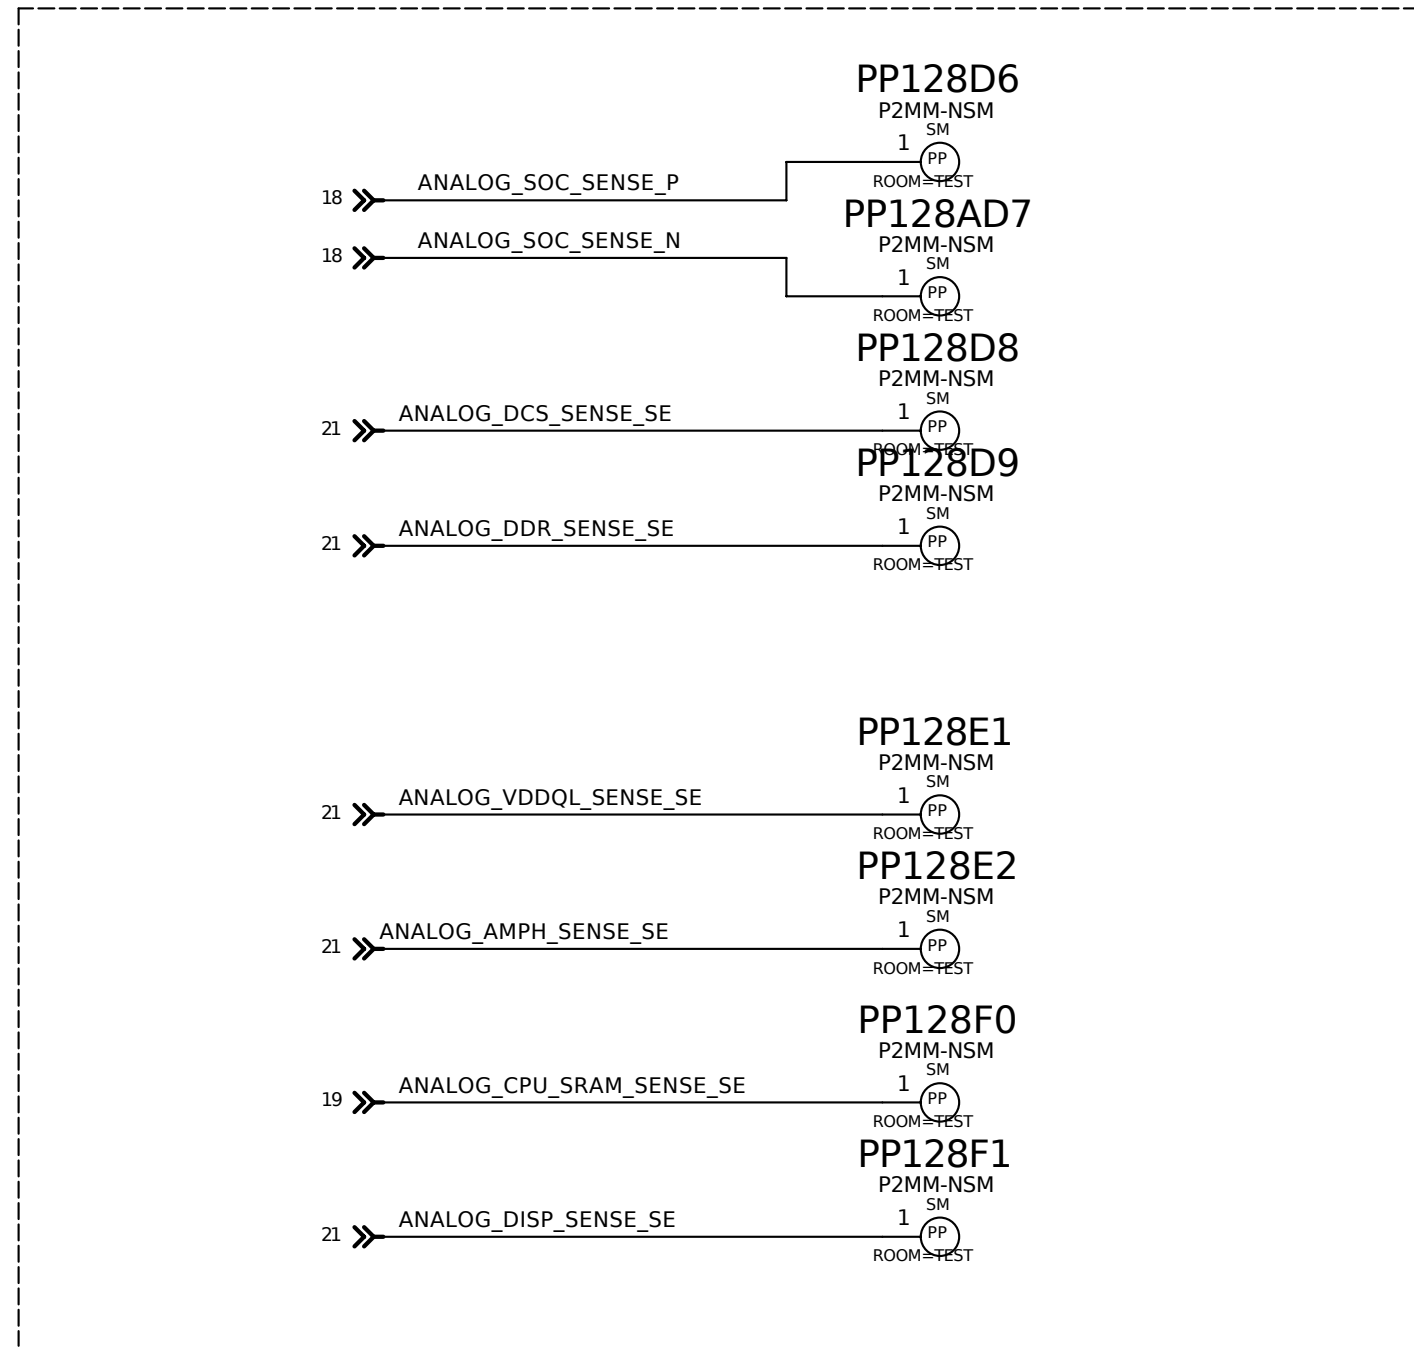 PP128D6
P2MM-NSM
SM
1
PP
ROOM=TEST
18 ANALOG_SOC_SENSE_P
PP128AD7
P2MM-NSM
SM
18 ANALOG_SOC_SENSE_N
1
PP
ROOM=TEST
PP128D8
P2MM-NSM
SM
21 ANALOG_DCS_SENSE_SE
1
PP
ROOM=TEST
PP128D9
P2MM-NSM
SM
21 ANALOG_DDR_SENSE_SE
1
PP
ROOM=TEST
PP128E1
P2MM-NSM
SM
21 ANALOG_VDDQL_SENSE_SE
1
PP
ROOM=TEST
PP128E2
P2MM-NSM
SM
21 ANALOG_AMPH_SENSE_SE
1
PP
ROOM=TEST
PP128F0
P2MM-NSM
SM
19 ANALOG_CPU_SRAM_SENSE_SE
1
PP
ROOM=TEST
PP128F1
P2MM-NSM
SM
21 ANALOG_DISP_SENSE_SE
1
PP
ROOM=TEST